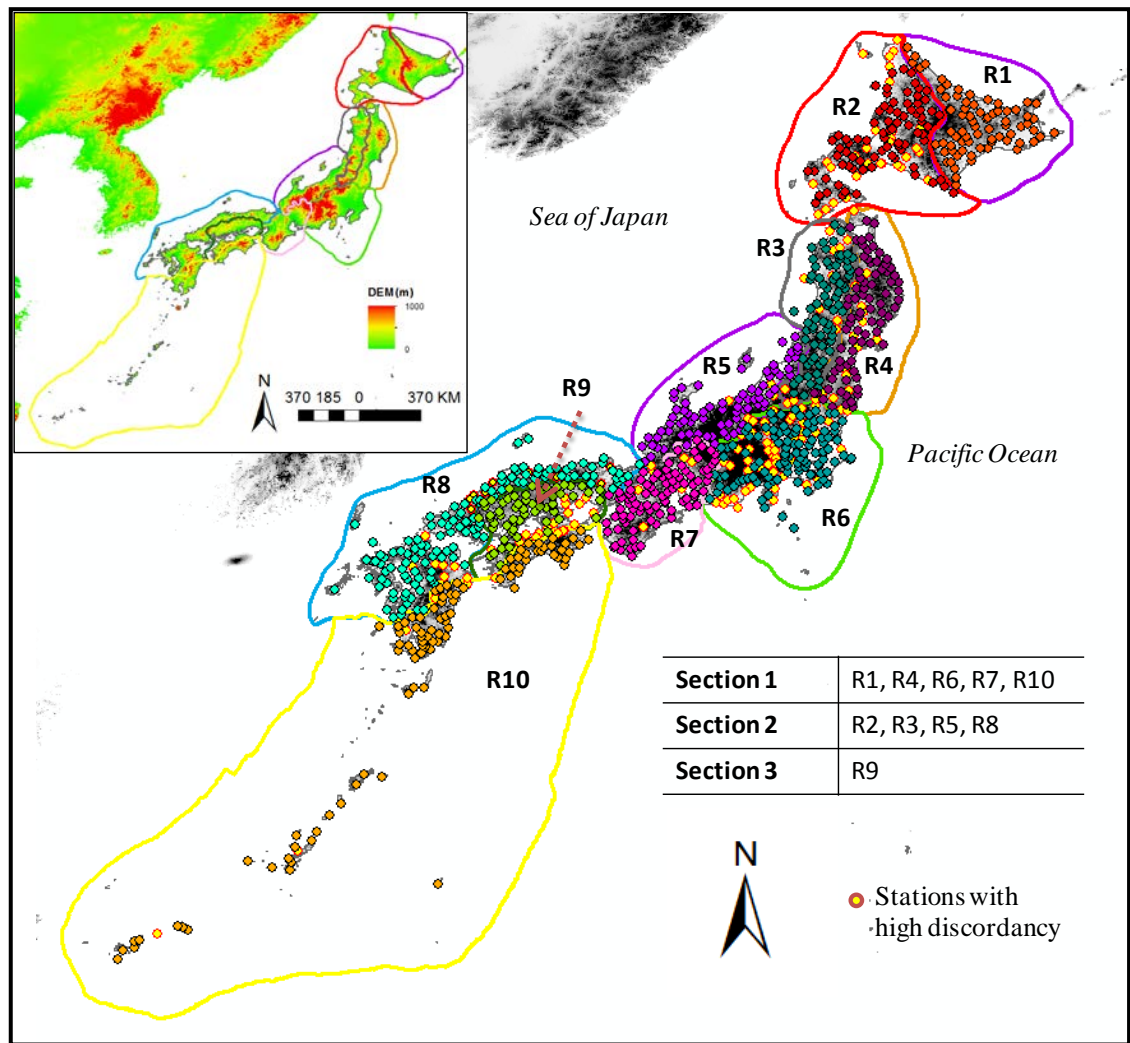 R1
R2
Sea of Japan
R3
DEM (m)
1000
0
R4
R5
N
370 185 0 370 KM
R9
Pacific Ocean
R8
R6
R7
R10
Section 1 R1, R4, R6, R7, R10
Section 2 R2, R3, R5, R8
Section 3 R9
N
Stations with
high discordancy